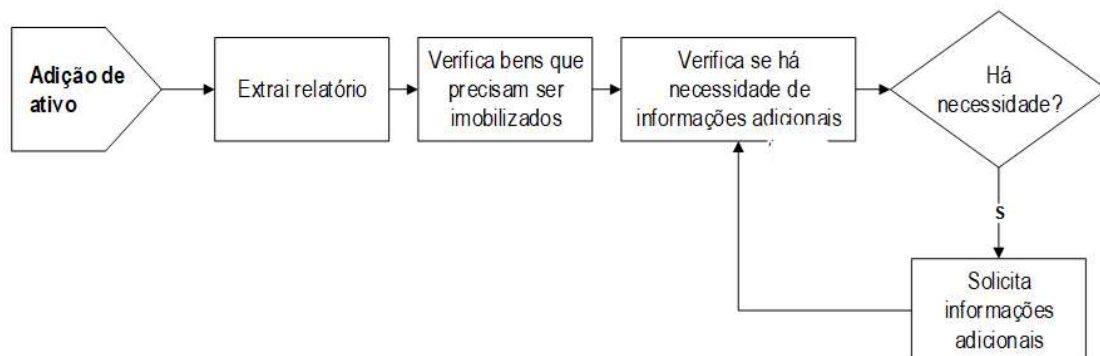 Adição de
ativo
Extrai relatório
Verifica bens que
precisam ser
imobilizados
Verifica se há
necessidade de
informações adicionais
Há
necessidade?
s
Solicita
informações
adicionais